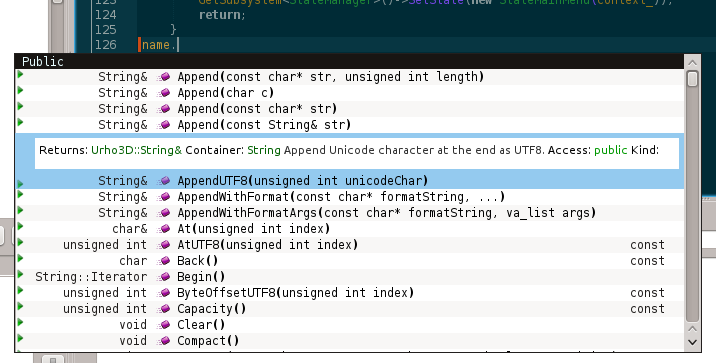 GetSubsystem<StateManager>()->SetState(new StateMainMenu(context_));
124 return;
125 }
126 name.
Public
String& Append(const char* str, unsigned int length)
String& Append(char c)
String& Append(const char* str)
String& Append(const String& str)
Returns: Urho3D::String& Container: String Append Unicode character at the end as UTF8. Access: public Kind:
String& AppendUTF8(unsigned int unicodeChar)
String& AppendWithFormat(const char* formatString, ...)
String& AppendWithFormatArgs(const char* formatString, va_list args)
char& At(unsigned int index)
unsigned int AtUTF8(unsigned int index) const
char Back() const
String::Iterator Begin()
unsigned int ByteOffsetUTF8(unsigned int index) const
unsigned int Capacity() const
void Clear()
void Compact()